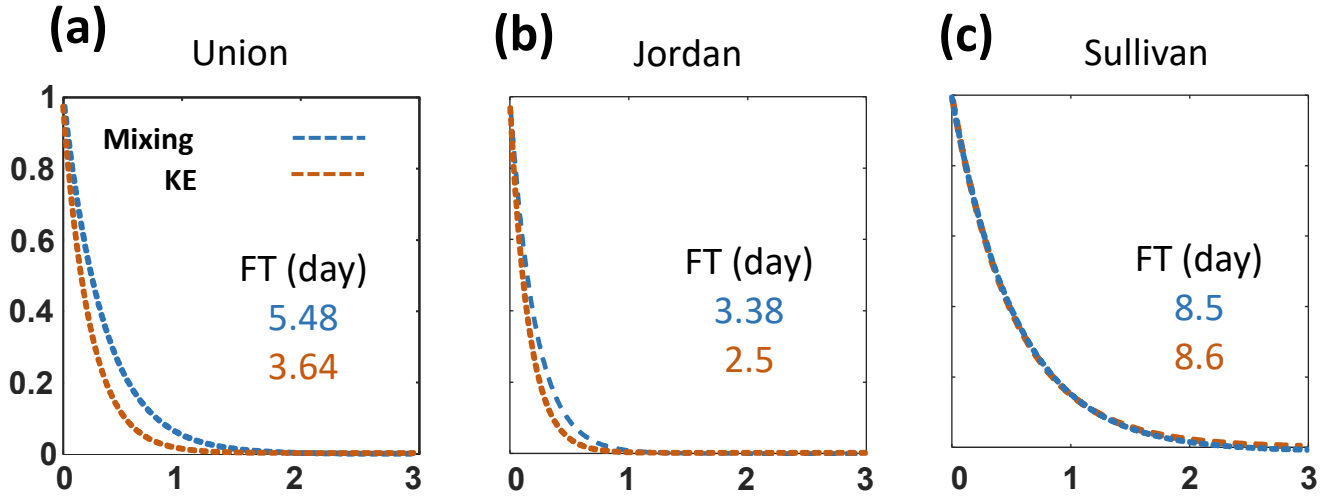 (a)
Union
1
0.8
0.6
0.4
0.2
0
Mixing
KE
FT (day)
5.48
3.64
0 1 2 3
(b)
Jordan
FT (day)
3.38
2.5
0 1 2 3
(c)
Sullivan
FT (day)
8.5
8.6
0 1 2 3